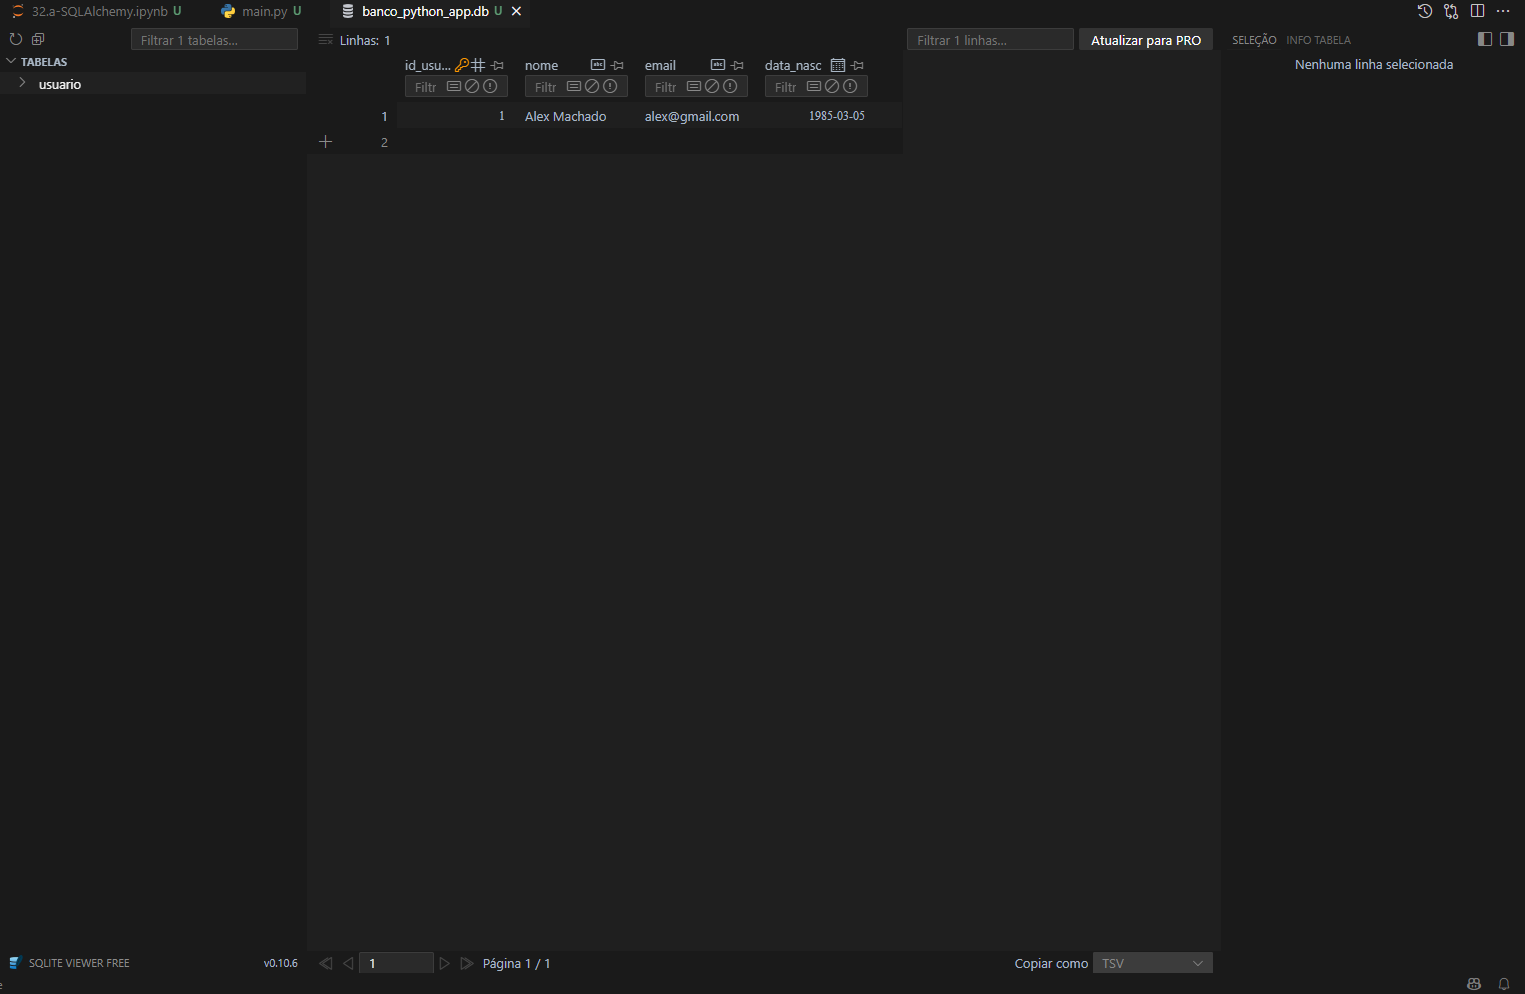 32.a-SQLAlchemy.ipynb U main.py U banco_python_app.db U
Filtrar 1 tabelas... Linhas: 1 Filtrar 1 linhas... Atualizar para PRO SELEÇÃO INFO TABELA
TABELAS
usuario
Nenhuma linha selecionada
id_usu... nome email data_nasc
Filtr Filtr Filtr Filtr
1 1 Alex Machado alex@gmail.com 1985-03-05
2
SQLITE VIEWER FREE v0.10.6 1 Página 1 / 1 Copiar como TSV